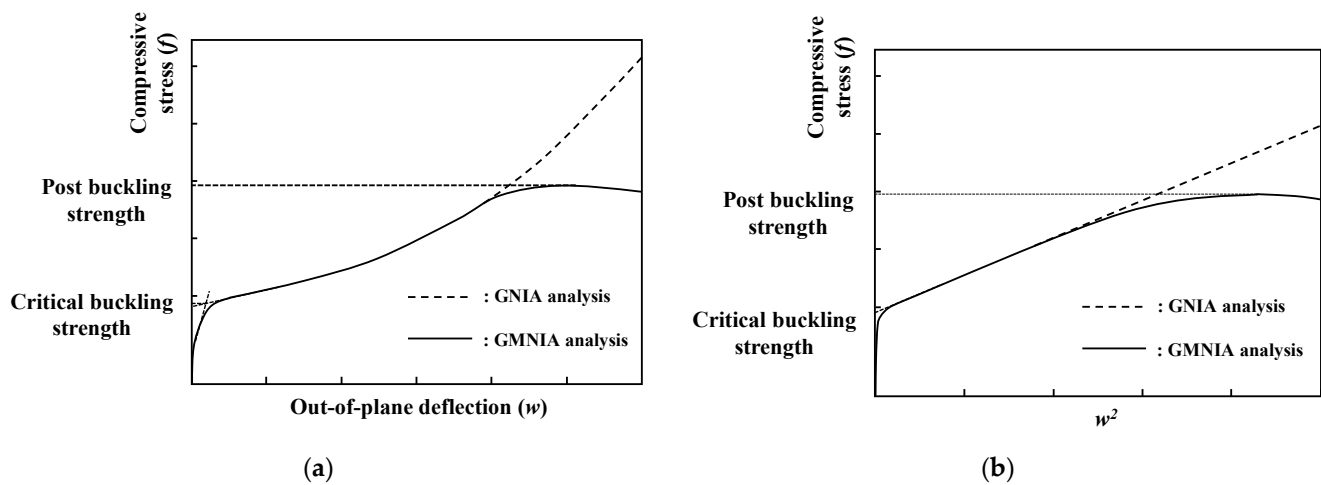 Compressive
stress (f)
Post buckling
strength
Critical buckling
strength
: GNIA analysis
: GMNIA analysis
Out-of-plane deflection (w)
(a)
Compressive
stress (f)
Post buckling
strength
Critical buckling
strength
: GNIA analysis
: GMNIA analysis
w²
(b)